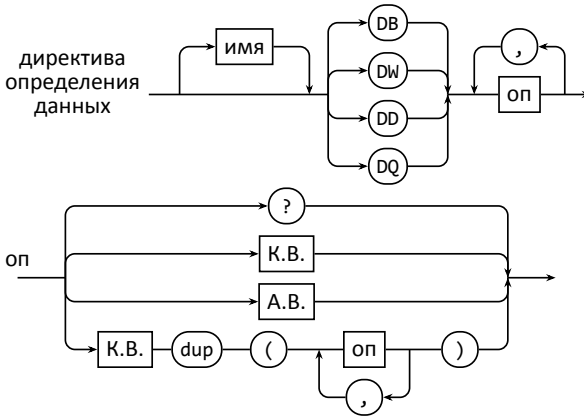 директива
определения
данных
имя
DB
DW
DD
DQ
,
оп
оп
?
К.В.
А.В.
К.В. dup ( оп )
,